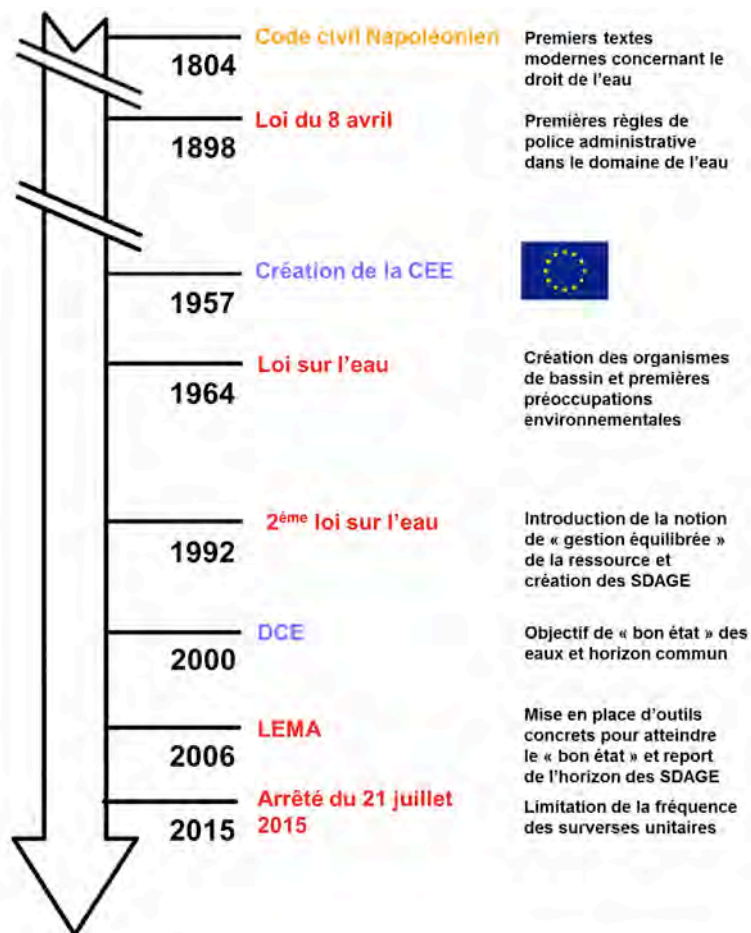 Code civil Napoléonien
1804
Premiers textes
modernes concernant le
droit de l'eau
Loi du 8 avril
1898
Premières règles de
police administrative
dans le domaine de l'eau
Création de la CEE
1957
Loi sur l'eau
1964
Création des organismes
de bassin et premières
préoccupations
environnementales
2ème loi sur l'eau
1992
Introduction de la notion
de « gestion équilibrée »
de la ressource et
création des SDAGE
DCE
2000
Objectif de « bon état » des
eaux et horizon commun
LEMA
2006
Mise en place d'outils
concrets pour atteindre
le « bon état » et report
de l'horizon des SDAGE
Arrêté du 21 juillet
2015
2015
Limitation de la fréquence
des surverses unitaires